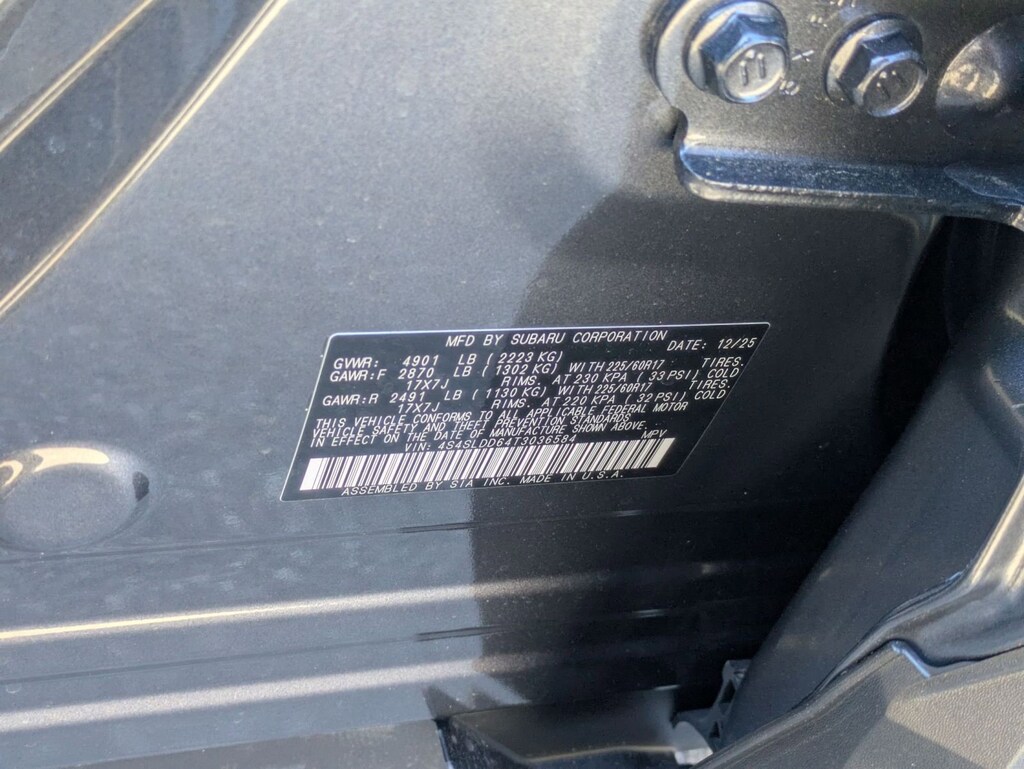 MFD BY SUBARU CORPORATION DATE: 12/25
GVWR: 4901 LB (2223 KG)
GAWR:F 2870 LB (1302 KG) WITH 225/60R17 TIRES.
17X7J RIMS. AT 230 KPA (33 PSI) COLD
GAWR:R 2491 LB (1130 KG) WITH 225/60R17 TIRES.
17X7J RIMS. AT 220 KPA (32 PSI) COLD
THIS VEHICLE CONFORMS TO ALL APPLICABLE FEDERAL MOTOR
VEHICLE SAFETY AND THEFT PREVENTION STANDARDS
IN EFFECT ON THE DATE OF MANUFACTURE SHOWN ABOVE.
VIN: 4S4SLDD64T3036584 MPV
ASSEMBLED BY SIA INC. MADE IN U.S.A.